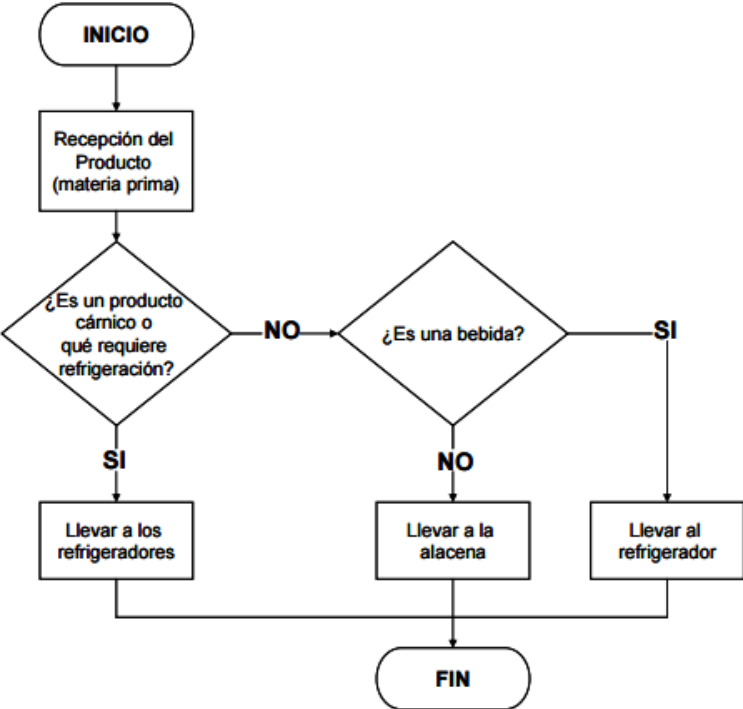 INICIO
Recepción del
Producto
(materia prima)
¿Es un producto
cárnico o
qué requiere
refrigeración?
NO
¿Es una bebida?
SI
SI
NO
Llevar a los
refrigeradores
Llevar a la
alacena
Llevar al
refrigerador
FIN